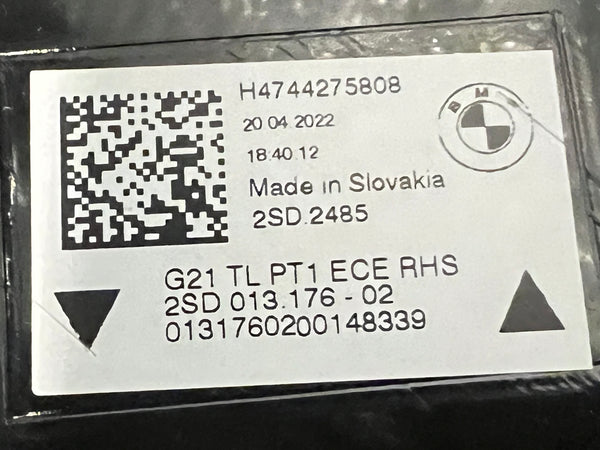 H4744275808
20 04 2022
18:40.12
Made in Slovakia
2SD.2485
BMW
G21 TL PT1 ECE RHS
2SD 013.176 - 02
0131760200148339